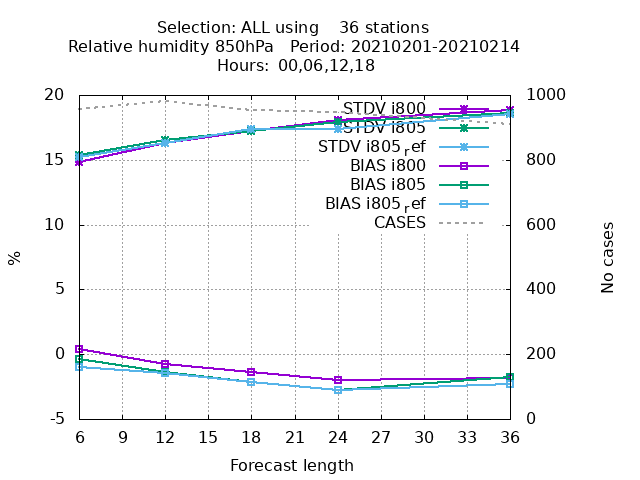 Selection: ALL using    36 stations
Relative humidity 850hPa   Period: 20210201-20210214
Hours: 00,06,12,18
20
15
10
5
0
-5
%
1000
800
600
400
200
0
No cases
STDV i800
STDV i805
STDV i805ref
BIAS i800
BIAS i805
BIAS i805ref
CASES
6 9 12 15 18 21 24 27 30 33 36
Forecast length